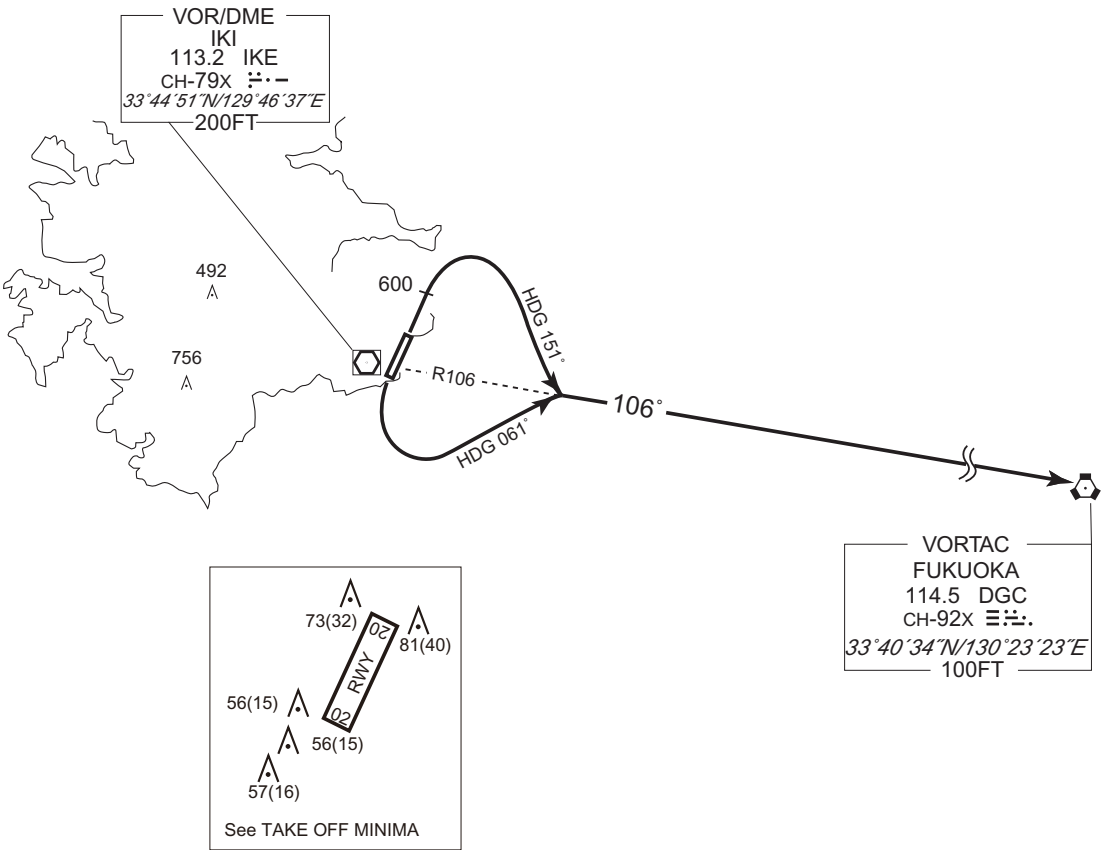 VOR/DME
IKI
113.2 IKE
CH-79X
33°44´51˝N/129°46´37˝E
200FT
492
600
HDG 151°
756
R106
106°
HDG 061°
VORTAC
FUKUOKA
114.5 DGC
CH-92X
33°40´34˝N/130°23´23˝E
100FT
73(32)
20
81(40)
RWY
56(15)
02
56(15)
57(16)
See TAKE OFF MINIMA